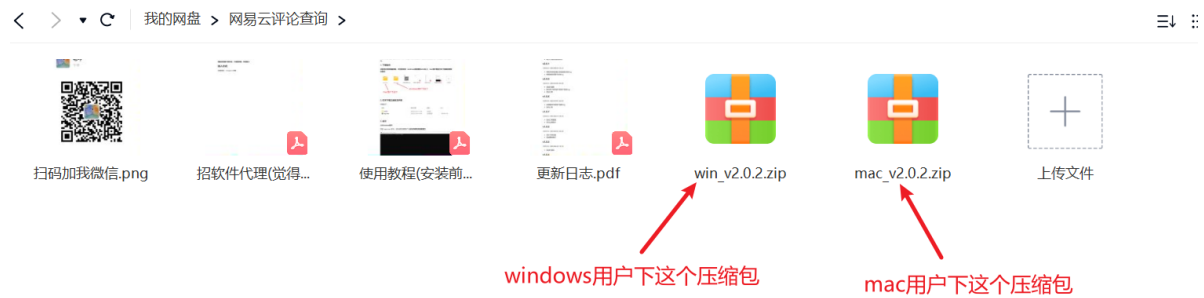 我的网盘 > 网易云评论查询 >
扫码加我微信.png
招软件代理(觉得...
使用教程(安装前...
更新日志.pdf
win_v2.0.2.zip
mac_v2.0.2.zip
上传文件
windows用户下这个压缩包
mac用户下这个压缩包